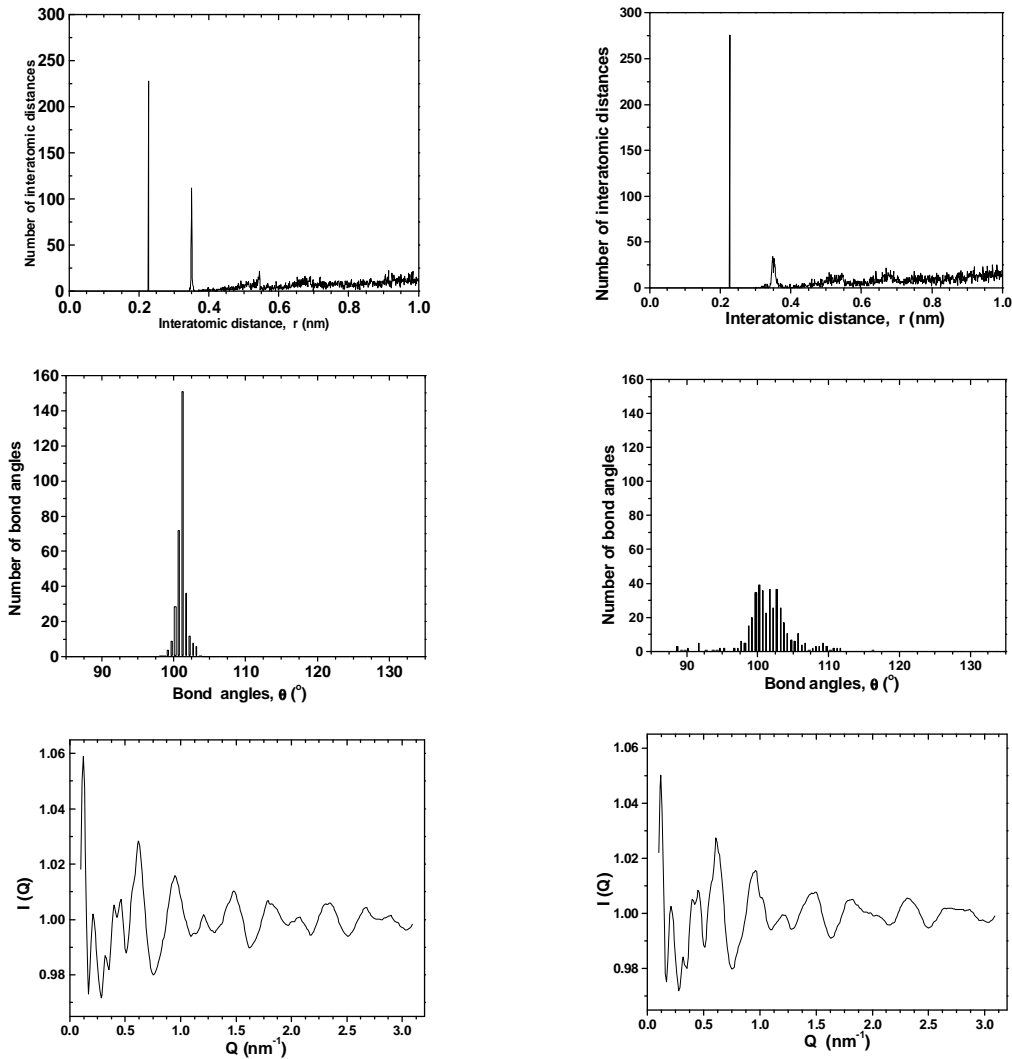 300
250
200
150
100
50
0
Number of interatomic distances
0.0 0.2 0.4 0.6 0.8 1.0
Interatomic distance, r (nm)
300
250
200
150
100
50
0
Number of interatomic distances
0.0 0.2 0.4 0.6 0.8 1.0
Interatomic distance, r (nm)
160
140
120
100
80
60
40
20
0
Number of bond angles
90 100 110 120 130
Bond angles, θ (°)
160
140
120
100
80
60
40
20
0
Number of bond angles
90 100 110 120 130
Bond angles, θ (°)
1.06
1.04
1.02
1.00
0.98
I (Q)
0.0 0.5 1.0 1.5 2.0 2.5 3.0
Q (nm⁻¹)
1.06
1.04
1.02
1.00
0.98
I (Q)
0.0 0.5 1.0 1.5 2.0 2.5 3.0
Q (nm⁻¹)